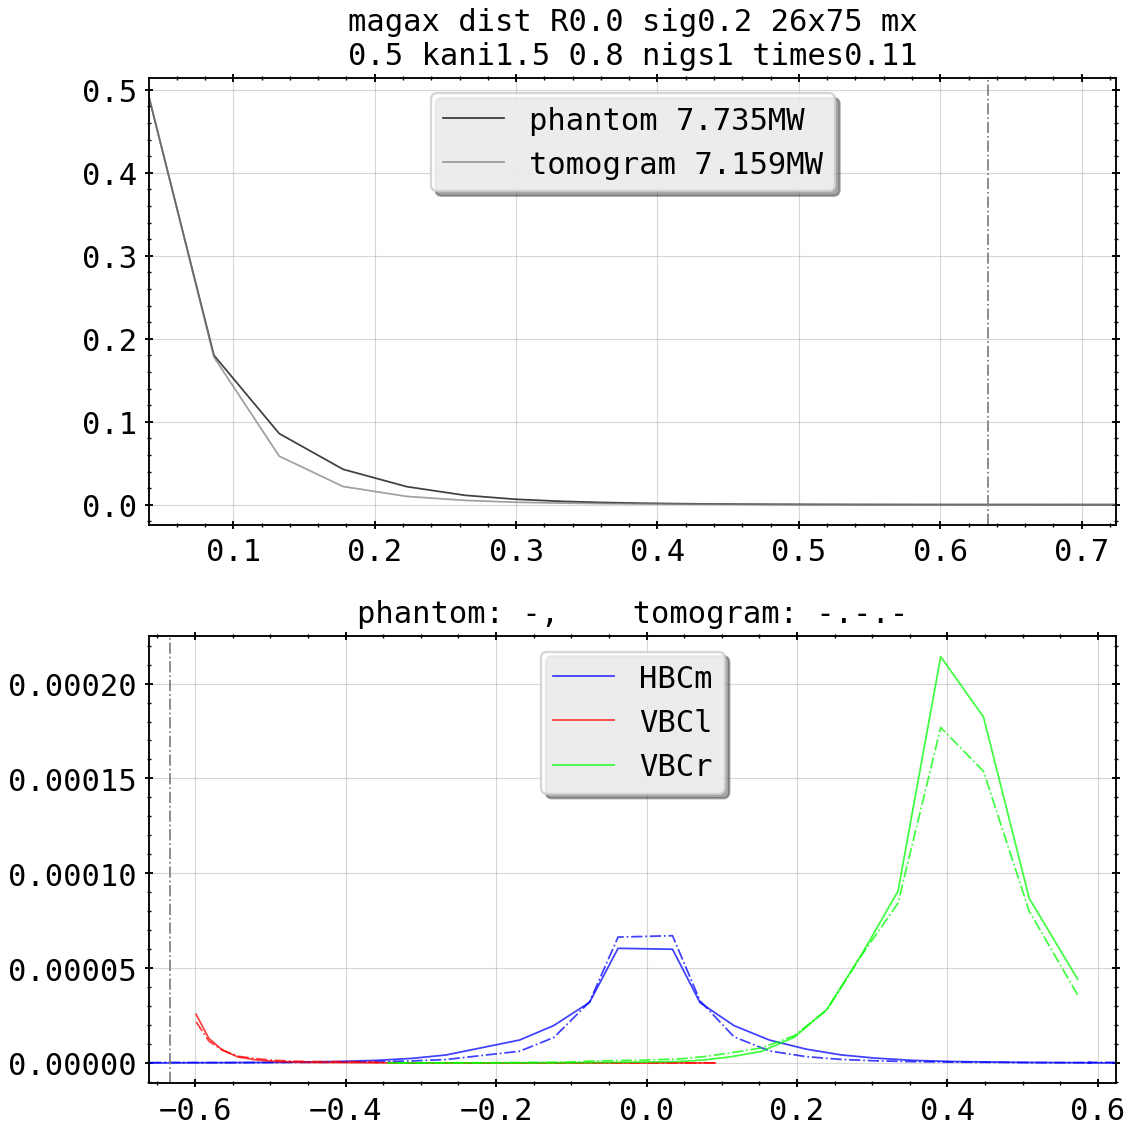 magax dist R0.0 sig0.2 26x75 mx
0.5 kani1.5 0.8 nigs1 times0.11
0.5
0.4
0.3
0.2
0.1
0.0
phantom 7.735MW
tomogram 7.159MW
0.1 0.2 0.3 0.4 0.5 0.6 0.7
phantom: -, tomogram: -.-.-
0.00020
0.00015
0.00010
0.00005
0.00000
HBCm
VBCl
VBCr
−0.6 −0.4 −0.2 0.0 0.2 0.4 0.6